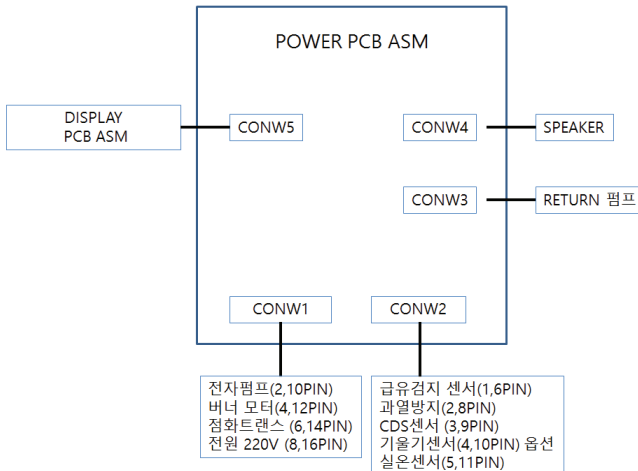 POWER PCB ASM
DISPLAY
PCB ASM
CONW5
CONW4
SPEAKER
CONW3
RETURN 펌프
CONW1
CONW2
전자펌프(2,10PIN)
버너 모터(4,12PIN)
점화트랜스 (6,14PIN)
전원 220V (8,16PIN)
급유검지 센서(1,6PIN)
과열방지(2,8PIN)
CDS센서 (3,9PIN)
기울기센서(4,10PIN) 옵션
실온센서(5,11PIN)